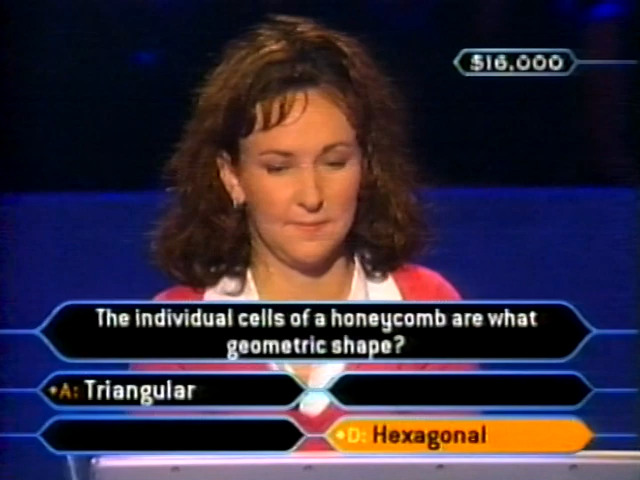 $16,000
The individual cells of a honeycomb are what
geometric shape?
A: Triangular
D: Hexagonal